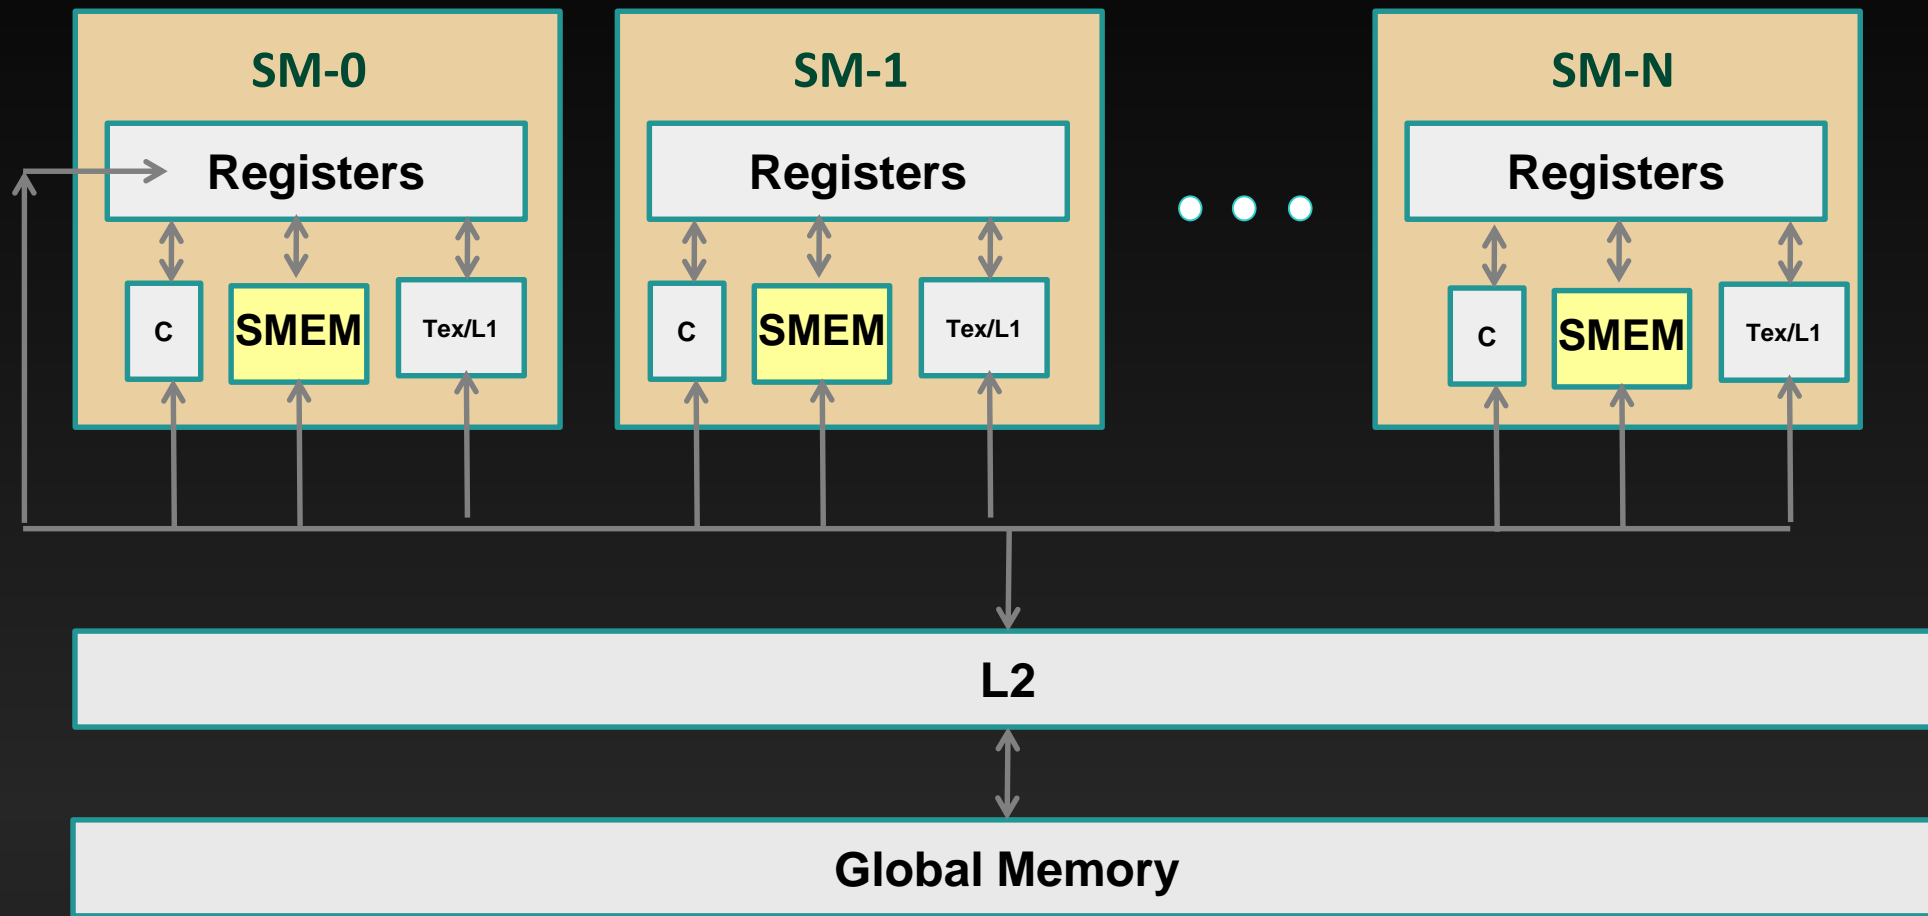 SM-0
Registers
C
SMEM
Tex/L1
SM-1
Registers
C
SMEM
Tex/L1
SM-N
Registers
C
SMEM
Tex/L1
L2
Global Memory